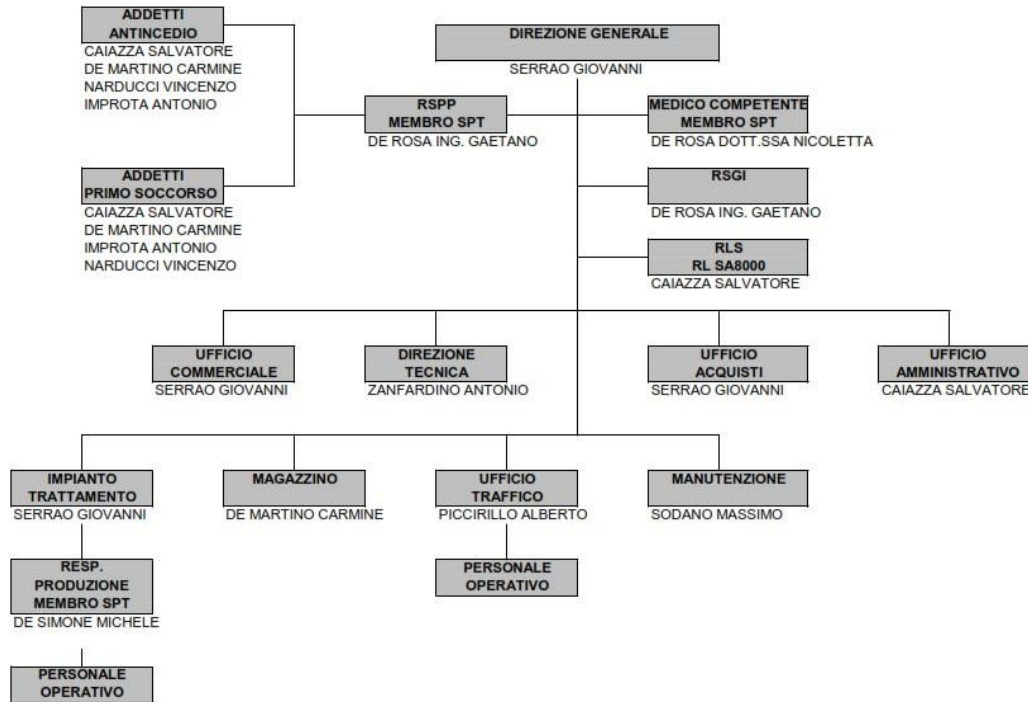 ADDETTI
ANTINCEDIO
CAIAZZA SALVATORE
DE MARTINO CARMINE
NARDUCCI VINCENZO
IMPROTA ANTONIO
DIREZIONE GENERALE
SERRAO GIOVANNI
RSPP
MEMBRO SPT
DE ROSA ING. GAETANO
MEDICO COMPETENTE
MEMBRO SPT
DE ROSA DOTT.SSA NICOLETTA
ADDETTI
PRIMO SOCCORSO
CAIAZZA SALVATORE
DE MARTINO CARMINE
IMPROTA ANTONIO
NARDUCCI VINCENZO
RSGI
DE ROSA ING. GAETANO
RLS
RL SA8000
CAIAZZA SALVATORE
UFFICIO
COMMERCIALE
SERRAO GIOVANNI
DIREZIONE
TECNICA
ZANFARDINO ANTONIO
UFFICIO
ACQUISTI
SERRAO GIOVANNI
UFFICIO
AMMINISTRATIVO
CAIAZZA SALVATORE
IMPIANTO
TRATTAMENTO
SERRAO GIOVANNI
MAGAZZINO
DE MARTINO CARMINE
UFFICIO
TRAFFICO
PICCIRILLO ALBERTO
MANUTENZIONE
SODANO MASSIMO
RESP.
PRODUZIONE
MEMBRO SPT
DE SIMONE MICHELE
PERSONALE
OPERATIVO
PERSONALE
OPERATIVO